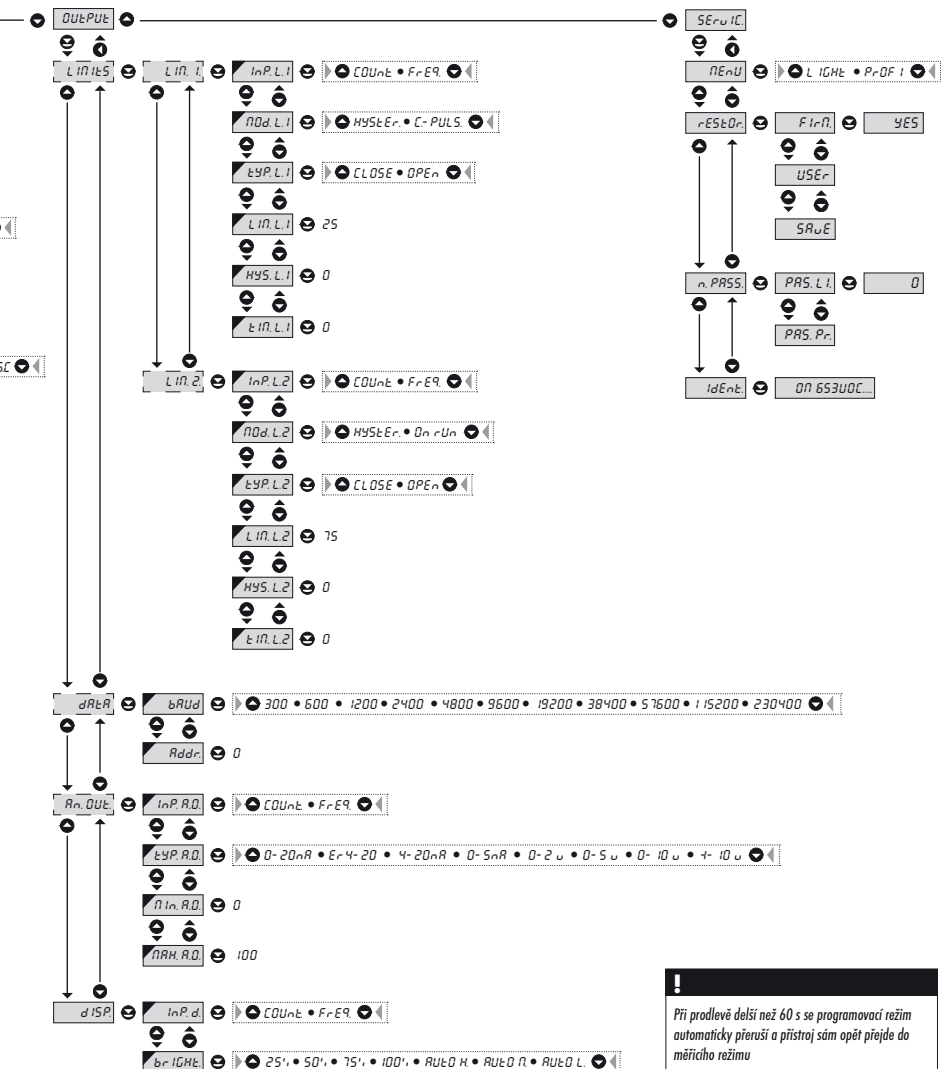 OUtPUt
SErvIC.
LIMItS
LIM. 1.
InP. L.1
COUnt • FrEq.
MEnU
LIGHt • PrOF 1
MOd. L.1
HYStEr. • C- PULS.
rEStOr.
FIrM.
YES
tYP. L.1
CLOSE • OPEn
USEr
LIM. L.1
25
SAvE
HYS. L.1
0
n. PASS.
PAS. L1.
0
tIM. L.1
0
PAS. Pr.
S.C
LIM. 2.
InP. L.2
COUnt • FrEq.
IdEnt.
OM 653UQC....
MOd. L.2
HYStEr. • On rUn
tYP. L.2
CLOSE • OPEn
LIM. L.2
75
HYS. L.2
0
tIM. L.2
0
dAtA
bAUd
300 • 600 • 1200 • 2400 • 4800 • 9600 • 19200 • 38400 • 57600 • 115200 • 230400
Addr.
0
An. OUt.
InP. A.O.
COUnt • FrEq.
tYP. A.O.
0-20mA • Er4-20 • 4-20mA • 0-5mA • 0-2 v • 0-5 v • 0- 10 v • +- 10 v
MIn. A.O.
0
MAH. A.O.
100
!
dISP.
InP. d.
COUnt • FrEq.
Při prodlevě delší než 60 s se programovací režim
automaticky přeruší a přístroj sám opět přejde do
měřicího režimu
brIGHt.
25% • 50% • 75% • 100% • AUtO H. • AUtO M. • AUtO L.